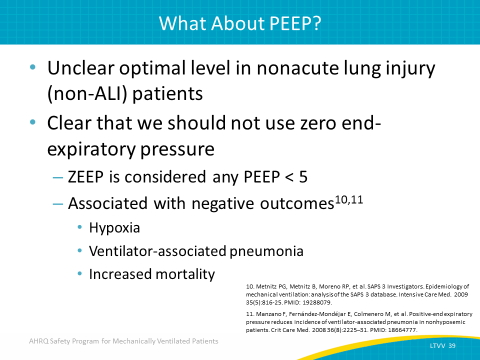 What About PEEP?
• Unclear optimal level in nonacute lung injury
(non-ALI) patients
• Clear that we should not use zero end-
expiratory pressure
– ZEEP is considered any PEEP < 5
– Associated with negative outcomes10,11
• Hypoxia
• Ventilator-associated pneumonia
• Increased mortality
10. Metnitz PG, Metnitz B, Moreno RP, et al. SAPS 3 Investigators. Epidemiology of
mechanical ventilation: analysis of the SAPS 3 database. Intensive Care Med. 2009
35(5):816-25. PMID: 19288079.
11. Manzano F, Fernández-Mondéjar E, Colmenero M, et al. Positive-end expiratory
pressure reduces incidence of ventilator-associated pneumonia in nonhypoxemic
patients. Crit Care Med. 2008 36(8):2225–31. PMID: 18664777.
AHRQ Safety Program for Mechanically Ventilated Patients
LTVV 39